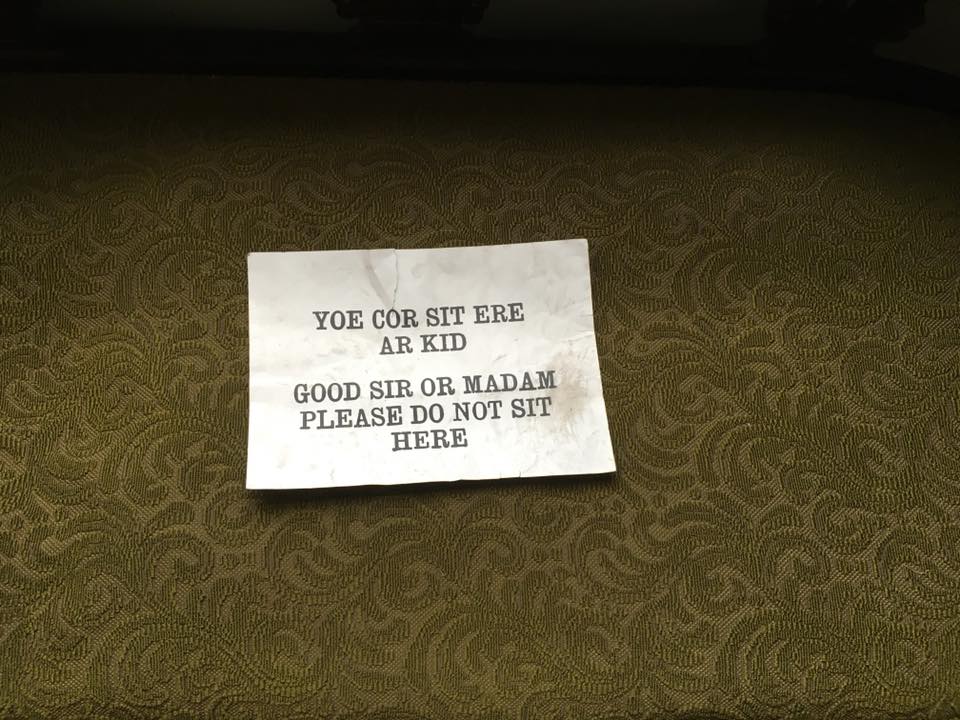 YOE COR SIT ERE
AR KID
GOOD SIR OR MADAM
PLEASE DO NOT SIT
HERE